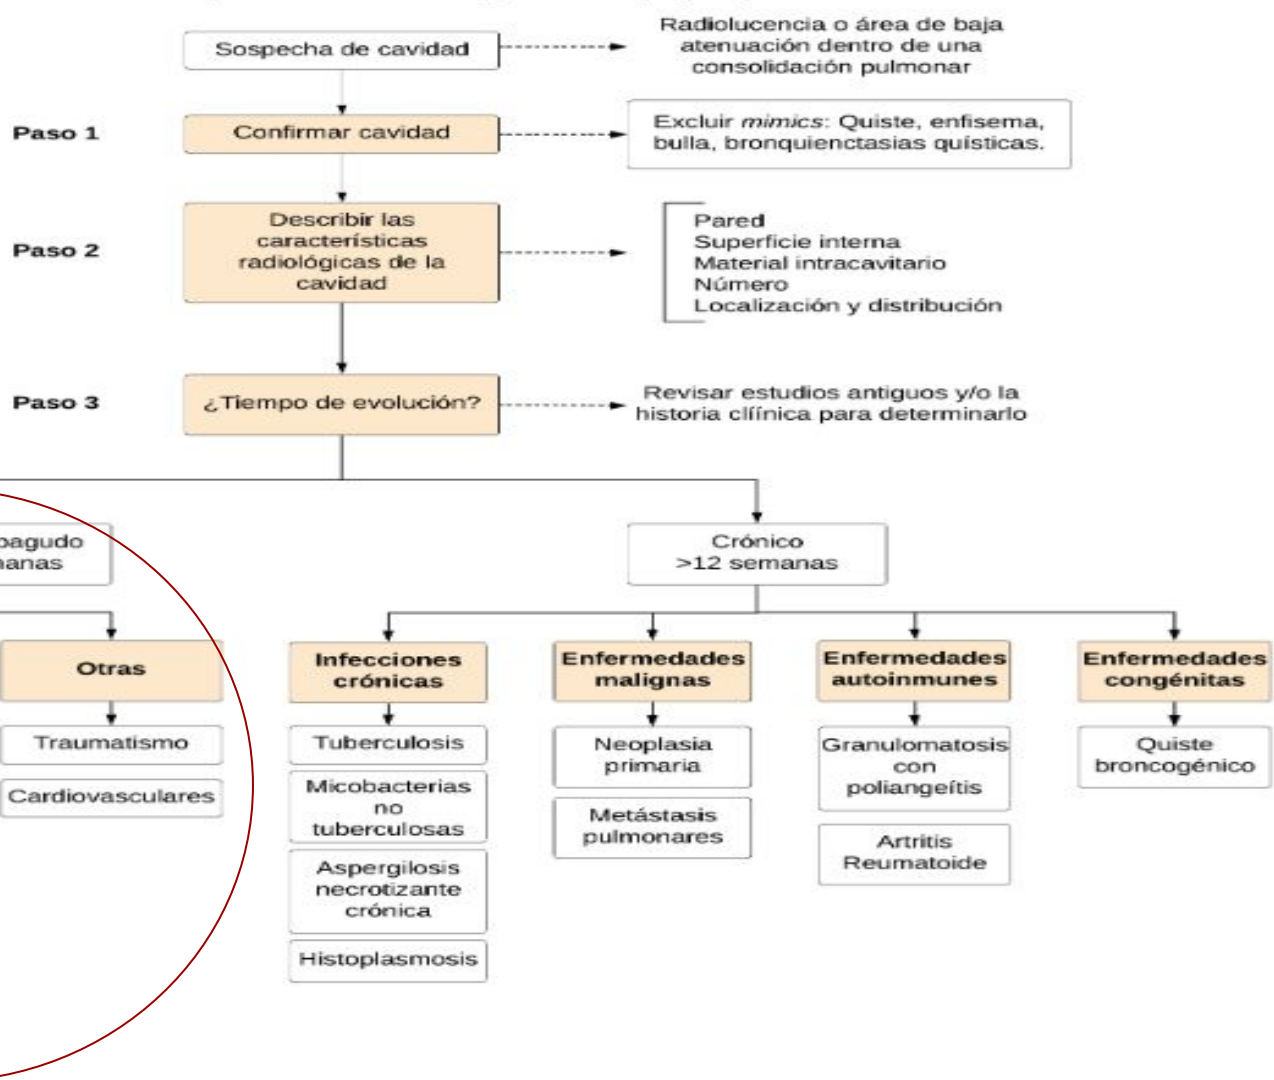 Sospecha de cavidad
Radiolucencia o área de baja
atenuación dentro de una
consolidación pulmonar
Paso 1
Confirmar cavidad
Excluir mimics: Quiste, enfisema,
bulla, bronquienctasias quísticas.
Paso 2
Describir las
características
radiológicas de la
cavidad
Pared
Superficie interna
Material intracavitario
Número
Localización y distribución
Paso 3
¿Tiempo de evolución?
Revisar estudios antiguos y/o la
historia clíínica para determinarlo
Crónico
>12 semanas
Otras
Traumatismo
Cardiovasculares
Infecciones
crónicas
Tuberculosis
Micobacterias
no
tuberculosas
Aspergilosis
necrotizante
crónica
Histoplasmosis
Enfermedades
malignas
Neoplasia
primaria
Metástasis
pulmonares
Enfermedades
autoinmunes
Granulomatosis
con
poliangeítis
Artritis
Reumatoide
Enfermedades
congénitas
Quiste
broncogénico